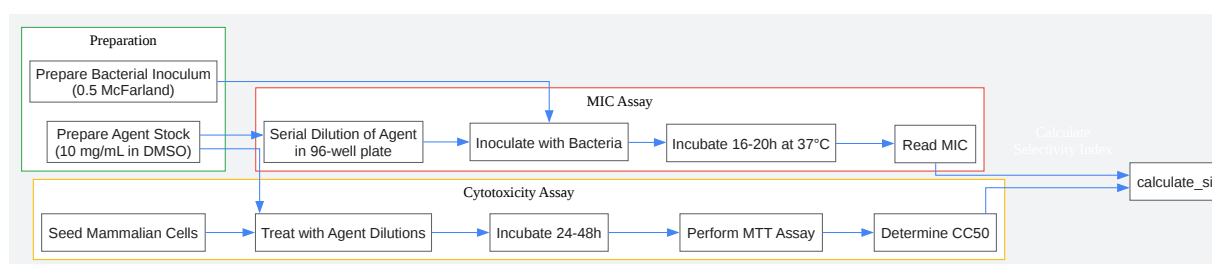 Preparation
Prepare Bacterial Inoculum
(0.5 McFarland)
Prepare Agent Stock
(10 mg/mL in DMSO)
MIC Assay
Serial Dilution of Agent
in 96-well plate
Inoculate with Bacteria
Incubate 16-20h at 37°C
Read MIC
Calculate
Selectivity Index
calculate_si
Cytotoxicity Assay
Seed Mammalian Cells
Treat with Agent Dilutions
Incubate 24-48h
Perform MTT Assay
Determine CC50